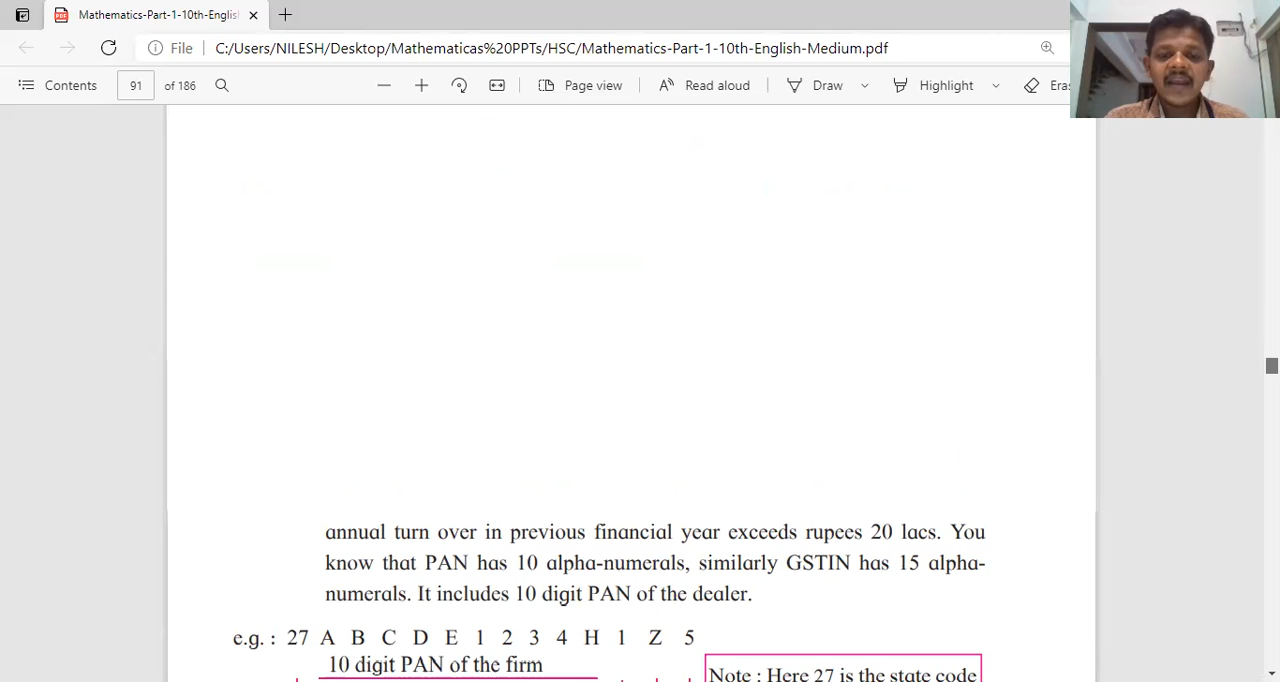 Mathematics-Part-1-10th-Englis
File C:/Users/NILESH/Desktop/Mathematicas%20PPTs/HSC/Mathematics-Part-1-10th-English-Medium.pdf
Contents 91 of 186 Page view Read aloud Draw Highlight Eras
annual turn over in previous financial year exceeds rupees 20 lacs. You
know that PAN has 10 alpha-numerals, similarly GSTIN has 15 alpha-
numerals. It includes 10 digit PAN of the dealer.
e.g. : 27 A B C D E 1 2 3 4 H 1 Z 5
10 digit PAN of the firm
Note : Here 27 is the state code